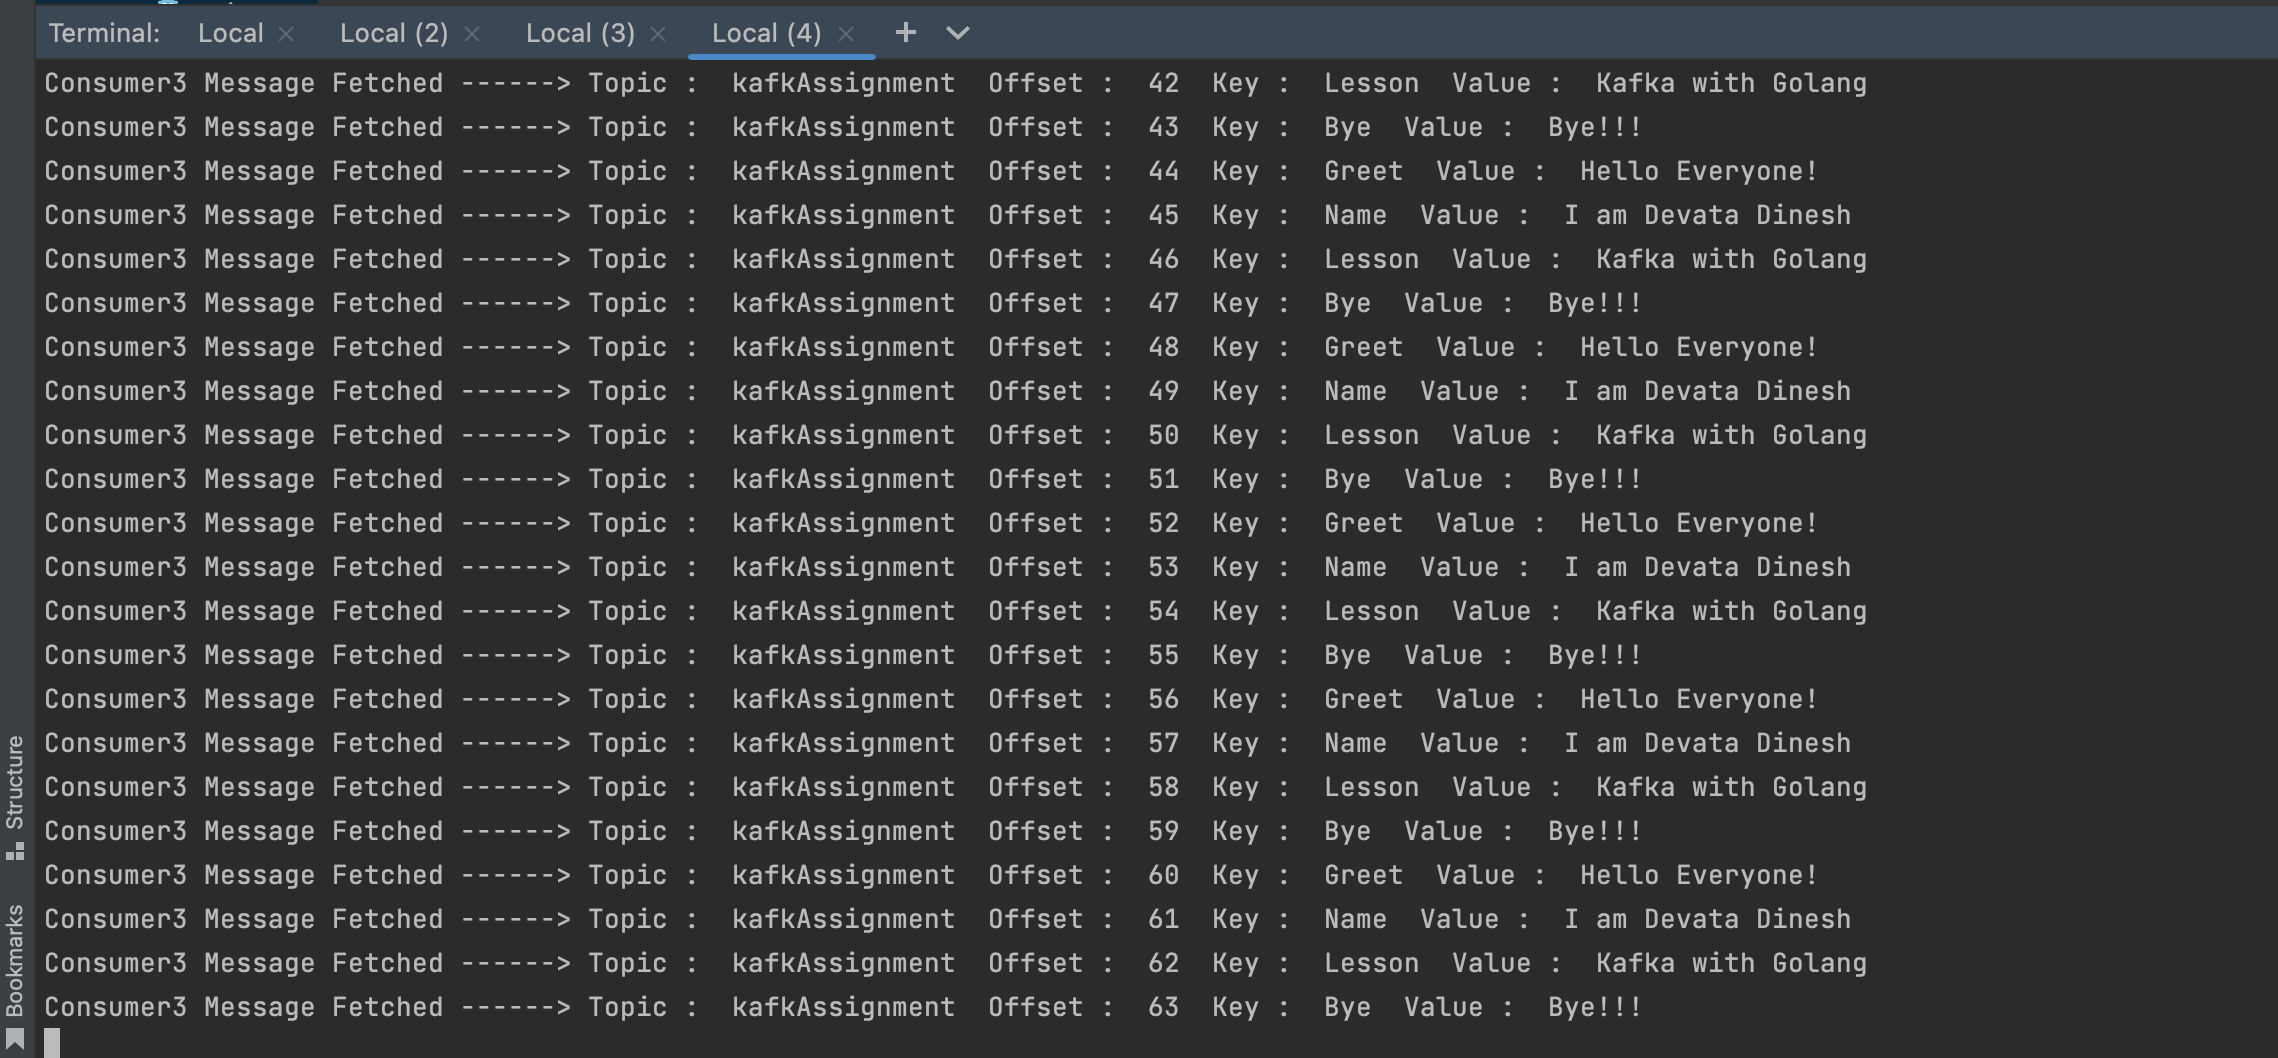 Terminal: Local × Local (2) × Local (3) × Local (4) × +
Consumer3 Message Fetched ------> Topic :  kafkAssignment  Offset :  42  Key :  Lesson  Value :  Kafka with Golang
Consumer3 Message Fetched ------> Topic :  kafkAssignment  Offset :  43  Key :  Bye  Value :  Bye!!!
Consumer3 Message Fetched ------> Topic :  kafkAssignment  Offset :  44  Key :  Greet  Value :  Hello Everyone!
Consumer3 Message Fetched ------> Topic :  kafkAssignment  Offset :  45  Key :  Name  Value :  I am Devata Dinesh
Consumer3 Message Fetched ------> Topic :  kafkAssignment  Offset :  46  Key :  Lesson  Value :  Kafka with Golang
Consumer3 Message Fetched ------> Topic :  kafkAssignment  Offset :  47  Key :  Bye  Value :  Bye!!!
Consumer3 Message Fetched ------> Topic :  kafkAssignment  Offset :  48  Key :  Greet  Value :  Hello Everyone!
Consumer3 Message Fetched ------> Topic :  kafkAssignment  Offset :  49  Key :  Name  Value :  I am Devata Dinesh
Consumer3 Message Fetched ------> Topic :  kafkAssignment  Offset :  50  Key :  Lesson  Value :  Kafka with Golang
Consumer3 Message Fetched ------> Topic :  kafkAssignment  Offset :  51  Key :  Bye  Value :  Bye!!!
Consumer3 Message Fetched ------> Topic :  kafkAssignment  Offset :  52  Key :  Greet  Value :  Hello Everyone!
Consumer3 Message Fetched ------> Topic :  kafkAssignment  Offset :  53  Key :  Name  Value :  I am Devata Dinesh
Consumer3 Message Fetched ------> Topic :  kafkAssignment  Offset :  54  Key :  Lesson  Value :  Kafka with Golang
Consumer3 Message Fetched ------> Topic :  kafkAssignment  Offset :  55  Key :  Bye  Value :  Bye!!!
Consumer3 Message Fetched ------> Topic :  kafkAssignment  Offset :  56  Key :  Greet  Value :  Hello Everyone!
Consumer3 Message Fetched ------> Topic :  kafkAssignment  Offset :  57  Key :  Name  Value :  I am Devata Dinesh
Consumer3 Message Fetched ------> Topic :  kafkAssignment  Offset :  58  Key :  Lesson  Value :  Kafka with Golang
Consumer3 Message Fetched ------> Topic :  kafkAssignment  Offset :  59  Key :  Bye  Value :  Bye!!!
Consumer3 Message Fetched ------> Topic :  kafkAssignment  Offset :  60  Key :  Greet  Value :  Hello Everyone!
Consumer3 Message Fetched ------> Topic :  kafkAssignment  Offset :  61  Key :  Name  Value :  I am Devata Dinesh
Consumer3 Message Fetched ------> Topic :  kafkAssignment  Offset :  62  Key :  Lesson  Value :  Kafka with Golang
Consumer3 Message Fetched ------> Topic :  kafkAssignment  Offset :  63  Key :  Bye  Value :  Bye!!!
Structure
Bookmarks